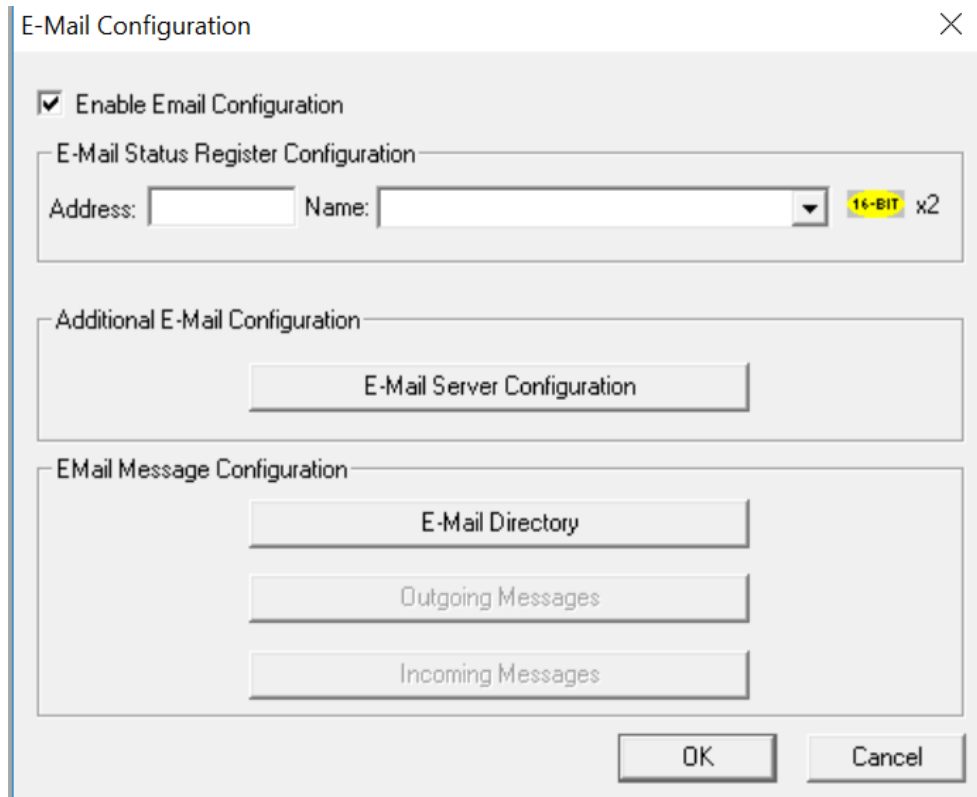 E-Mail Configuration
Enable Email Configuration
E-Mail Status Register Configuration
Address: Name: 16-BIT x2
Additional E-Mail Configuration
E-Mail Server Configuration
EMail Message Configuration
E-Mail Directory
Outgoing Messages
Incoming Messages
OK Cancel